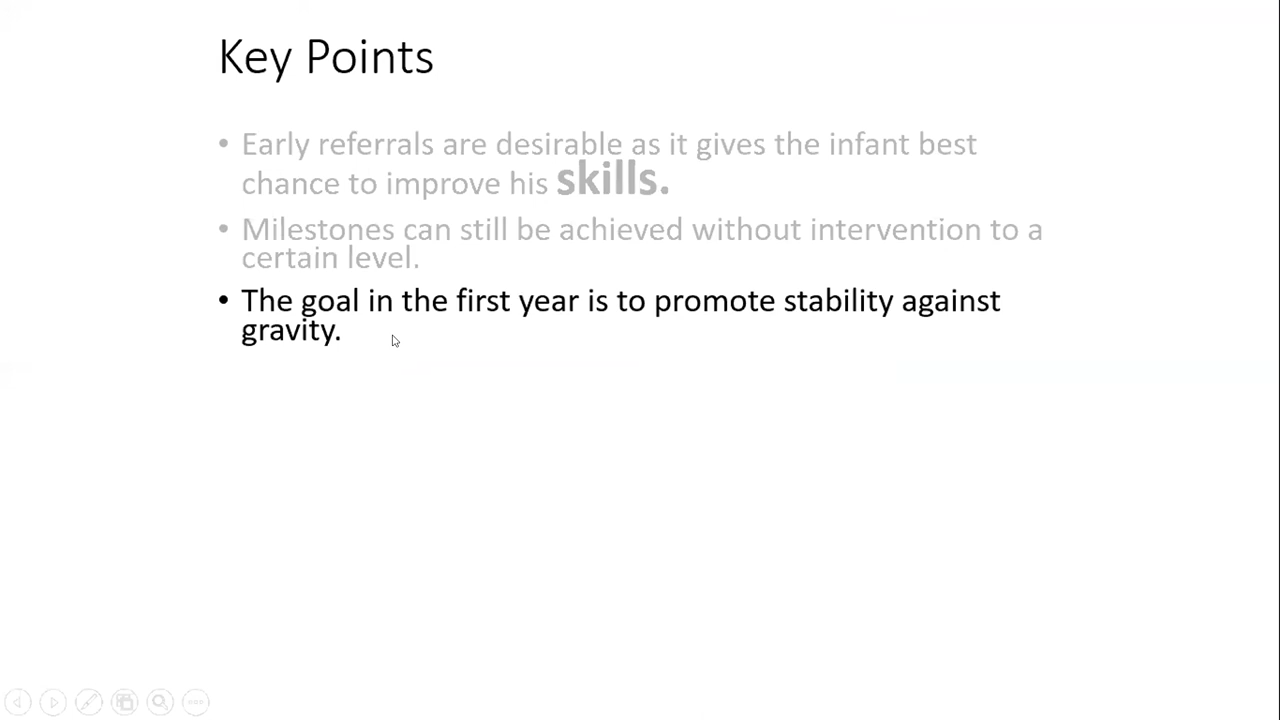 Key Points
• Early referrals are desirable as it gives the infant best
chance to improve his skills.
• Milestones can still be achieved without intervention to a
certain level.
• The goal in the first year is to promote stability against
gravity.